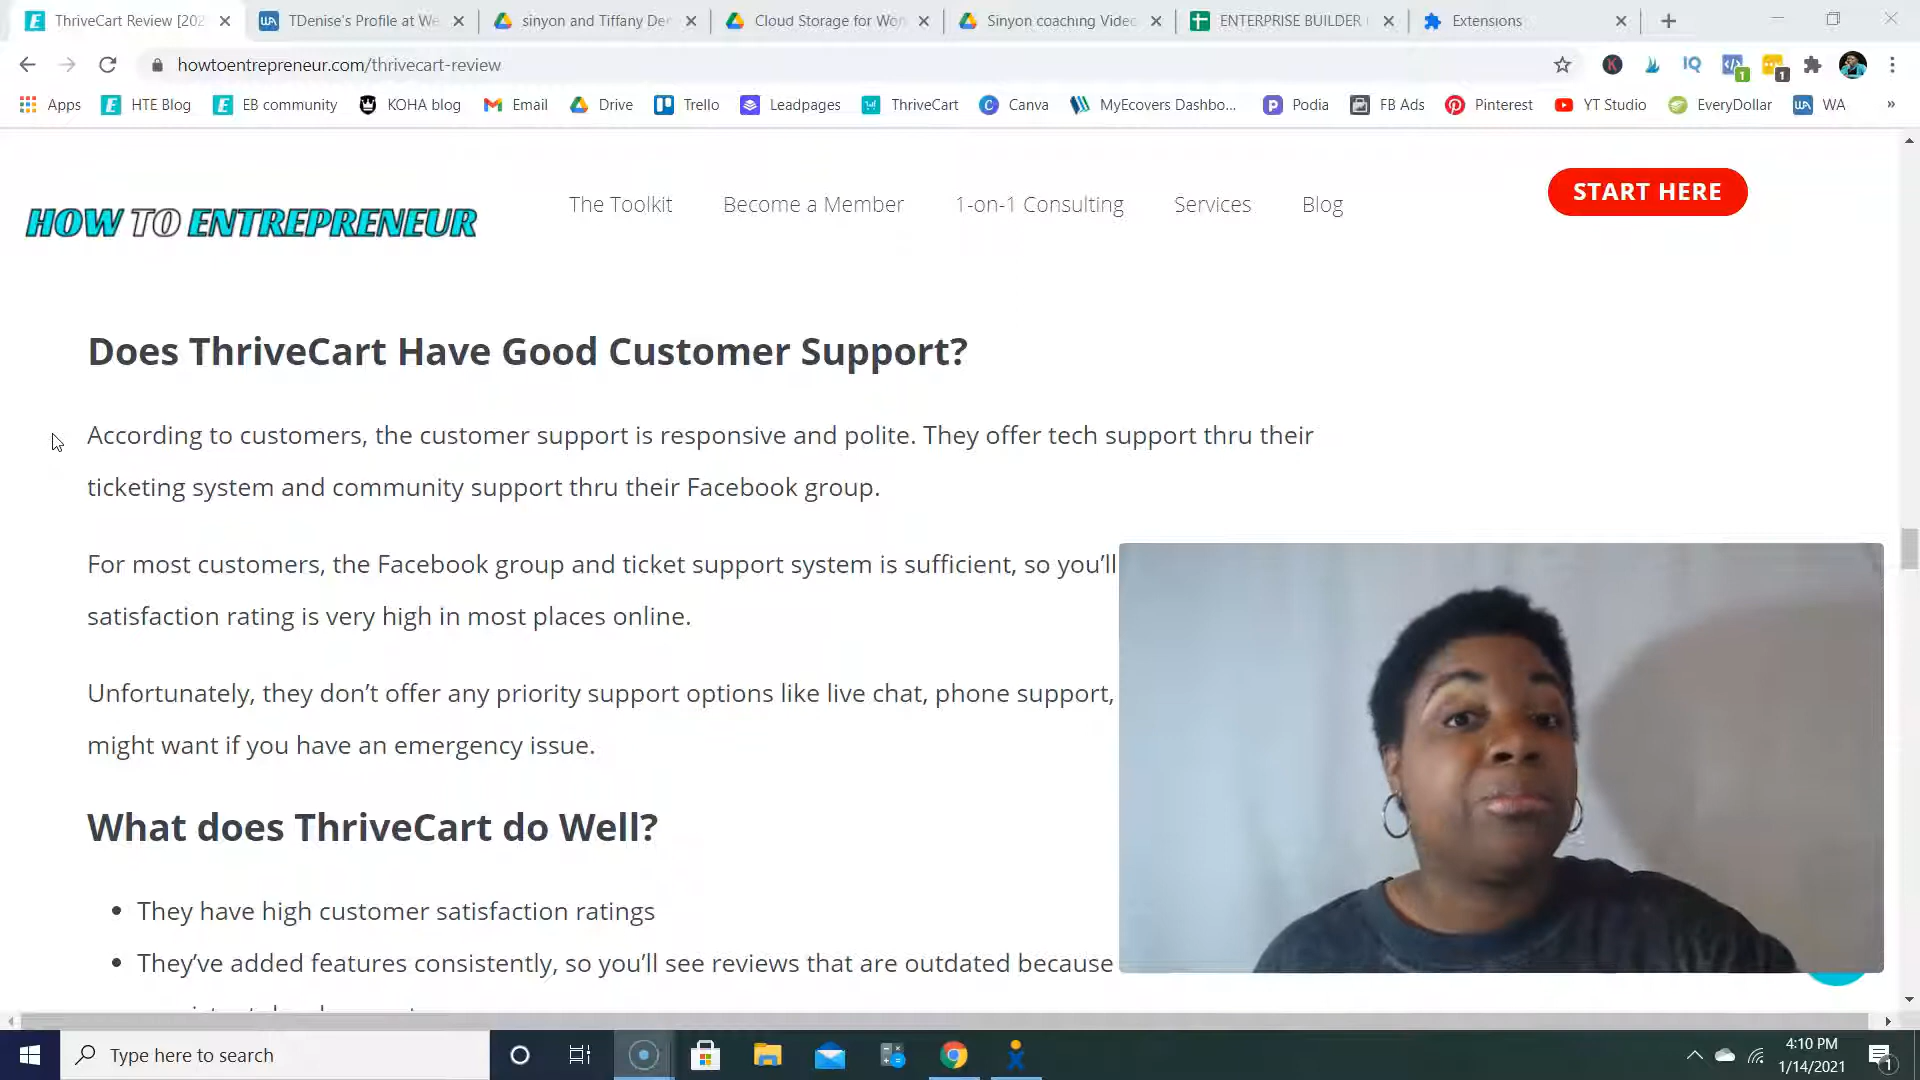 ThriveCart Review [202
TDenise's Profile at We
sinyon and Tiffany Der
Cloud Storage for Wor
Sinyon coaching Video
ENTERPRISE BUILDER
Extensions
howtoentrepreneur.com/thrivecart-review
K
IQ
1
1
Apps
HTE Blog
EB community
KOHA blog
Email
Drive
Trello
Leadpages
ThriveCart
Canva
MyEcovers Dashbo...
Podia
FB Ads
Pinterest
YT Studio
EveryDollar
WA
»
HOW TO ENTREPRENEUR
The Toolkit
Become a Member
1-on-1 Consulting
Services
Blog
START HERE
Does ThriveCart Have Good Customer Support?
According to customers, the customer support is responsive and polite. They offer tech support thru their
ticketing system and community support thru their Facebook group.
For most customers, the Facebook group and ticket support system is sufficient, so you'll
satisfaction rating is very high in most places online.
Unfortunately, they don't offer any priority support options like live chat, phone support,
might want if you have an emergency issue.
What does ThriveCart do Well?
• They have high customer satisfaction ratings
• They've added features consistently, so you'll see reviews that are outdated because
Type here to search
4:10 PM
1/14/2021
1